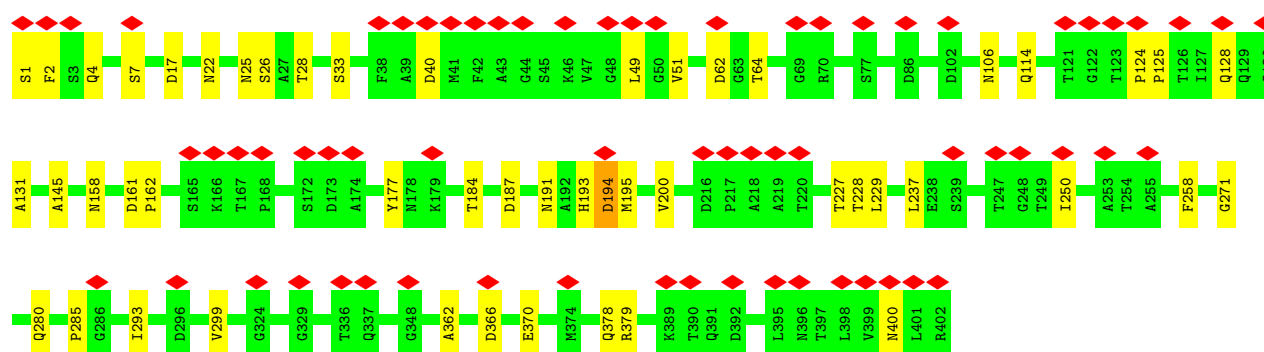 S1 F2 S3 Q4 S7 D17 N22 N25 S26 A27 T28 S33 F38 A39 D40 M41 F42 A43 G44 S45 K46 V47 G48 L49 G50 V51 D62 G63 T64 G69 R70 S77 D86 D102 N106 Q114 T121 G122 T123 P124 P125 T126 I127 Q128 Q129
A131 A145 N158 D161 P162 S165 K166 T167 P168 S172 D173 A174 Y177 N178 K179 T184 D187 N191 A192 H193 D194 M195 V200 D216 P217 A218 A219 T220 T227 T228 L229 L237 E238 S239 T247 G248 T249 I250 A253 T254 A255 F258 G271
Q280 P285 G286 I293 D296 V299 G324 G329 T336 Q337 G348 A362 D366 E370 M374 Q378 R379 K389 T390 Q391 D392 L395 N396 T397 L398 V399 N400 L401 R402